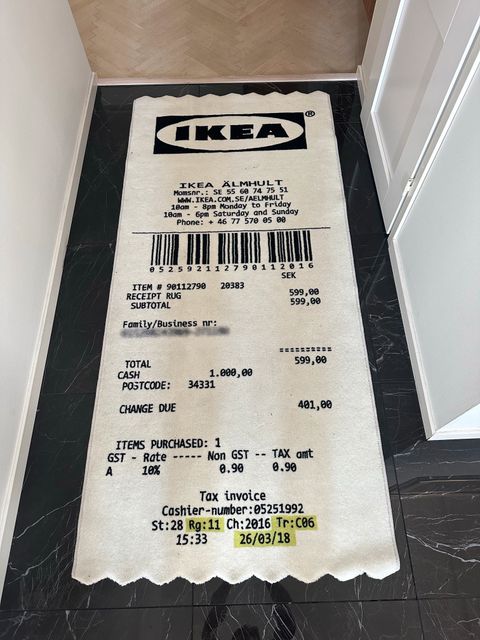 IKEA®
IKEA ÄLMHULT
Momsnr.: SE 55 60 74 75 51
WWW.IKEA.COM.SE/AELMHULT
10am - 8pm Monday to Friday
10am - 6pm Saturday and Sunday
Phone: + 46 77 570 05 00
052592112790112016
SEK
ITEM # 90112790 20383
RECEIPT RUG 599,00
SUBTOTAL 599,00
Family/Business nr:
==========
TOTAL 599,00
CASH 1.000,00
POSTCODE: 34331
CHANGE DUE 401,00
ITEMS PURCHASED: 1
GST - Rate ----- Non GST -- TAX amt
A 10% 0.90 0.90
Tax invoice
Cashier-number:05251992
St:28 Rg:11 Ch:2016 Tr:C06
15:33 26/03/18